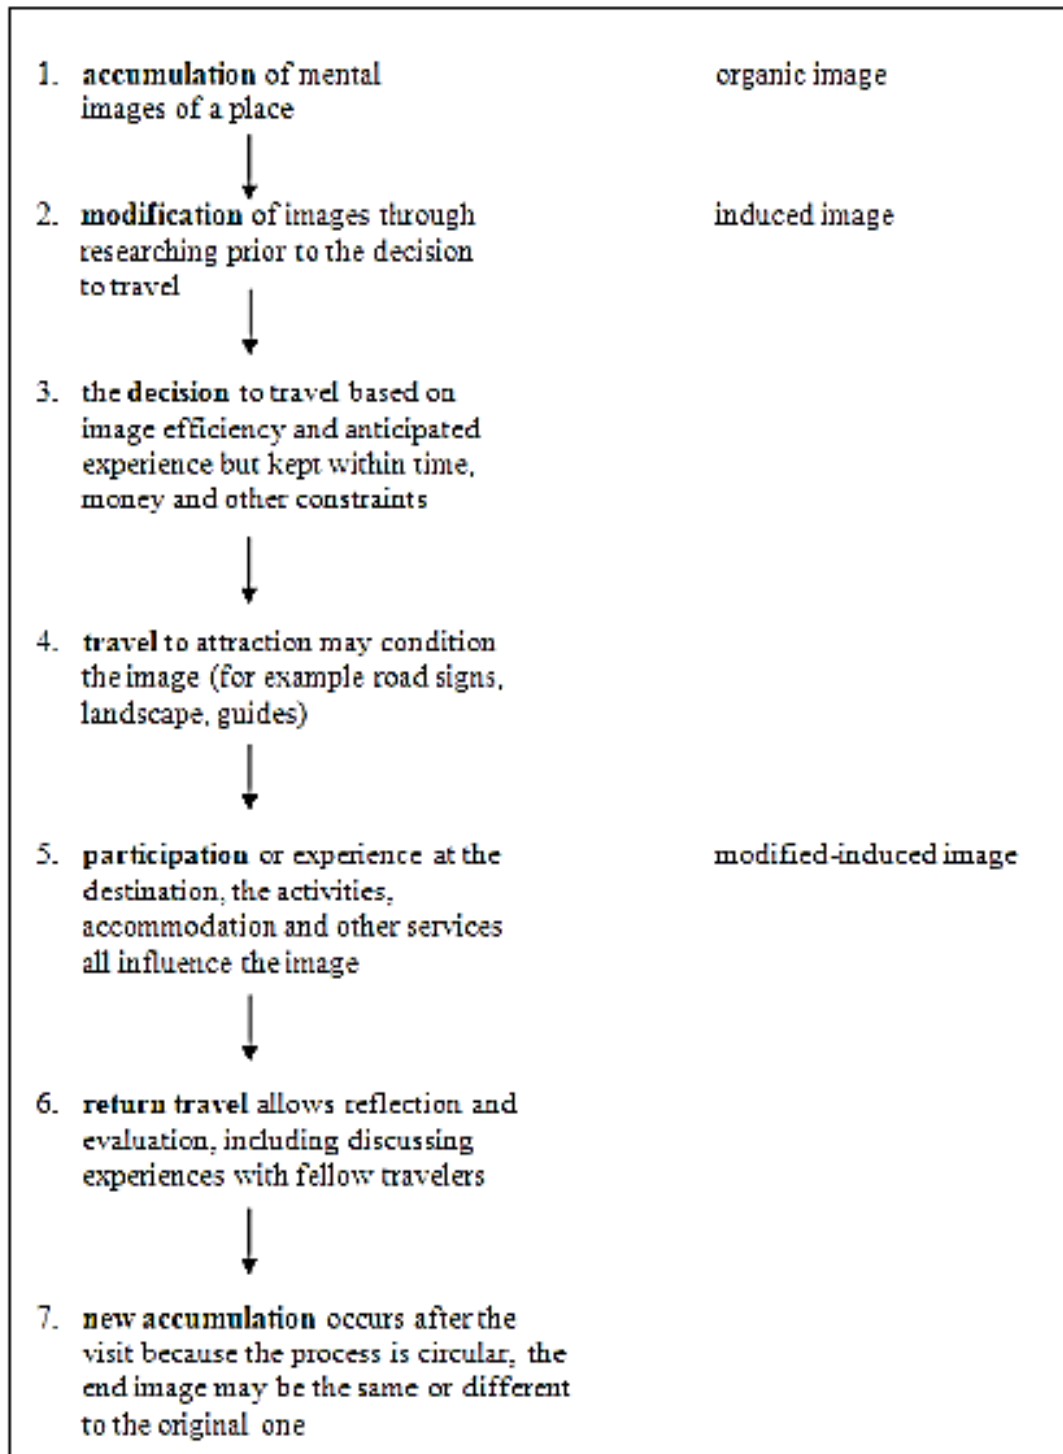 1. accumulation of mental organic image
images of a place
2. modification of images through induced image
researching prior to the decision
to travel
3. the decision to travel based on
image efficiency and anticipated
experience but kept within time,
money and other constraints
4. travel to attraction may condition
the image (for example road signs,
landscape, guides)
5. participation or experience at the modified-induced image
destination, the activities,
accommodation and other services
all influence the image
6. return travel allows reflection and
evaluation, including discussing
experiences with fellow travelers
7. new accumulation occurs after the
visit because the process is circular, the
end image may be the same or different
to the original one